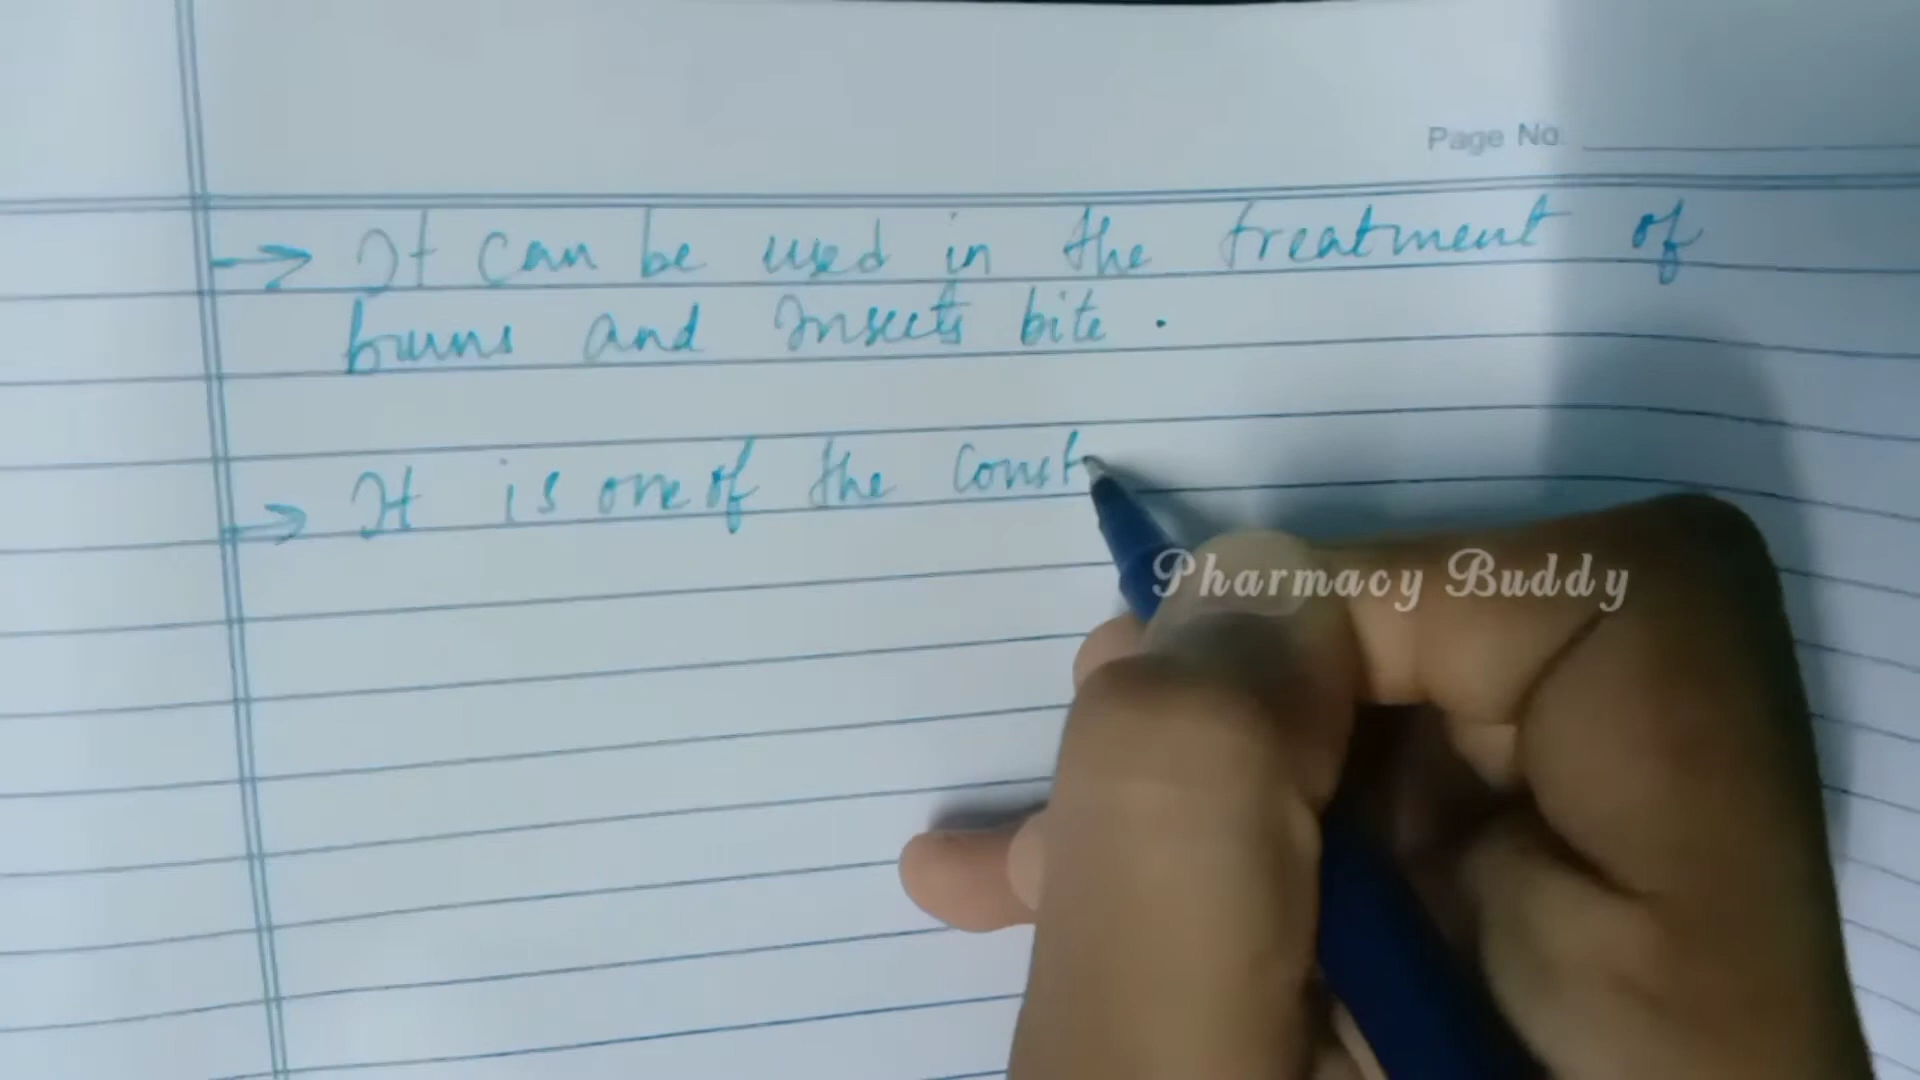 Page No.
→ It can be used in the treatment of
burns and Insects bite .
→ It is one of the Const
Pharmacy Buddy